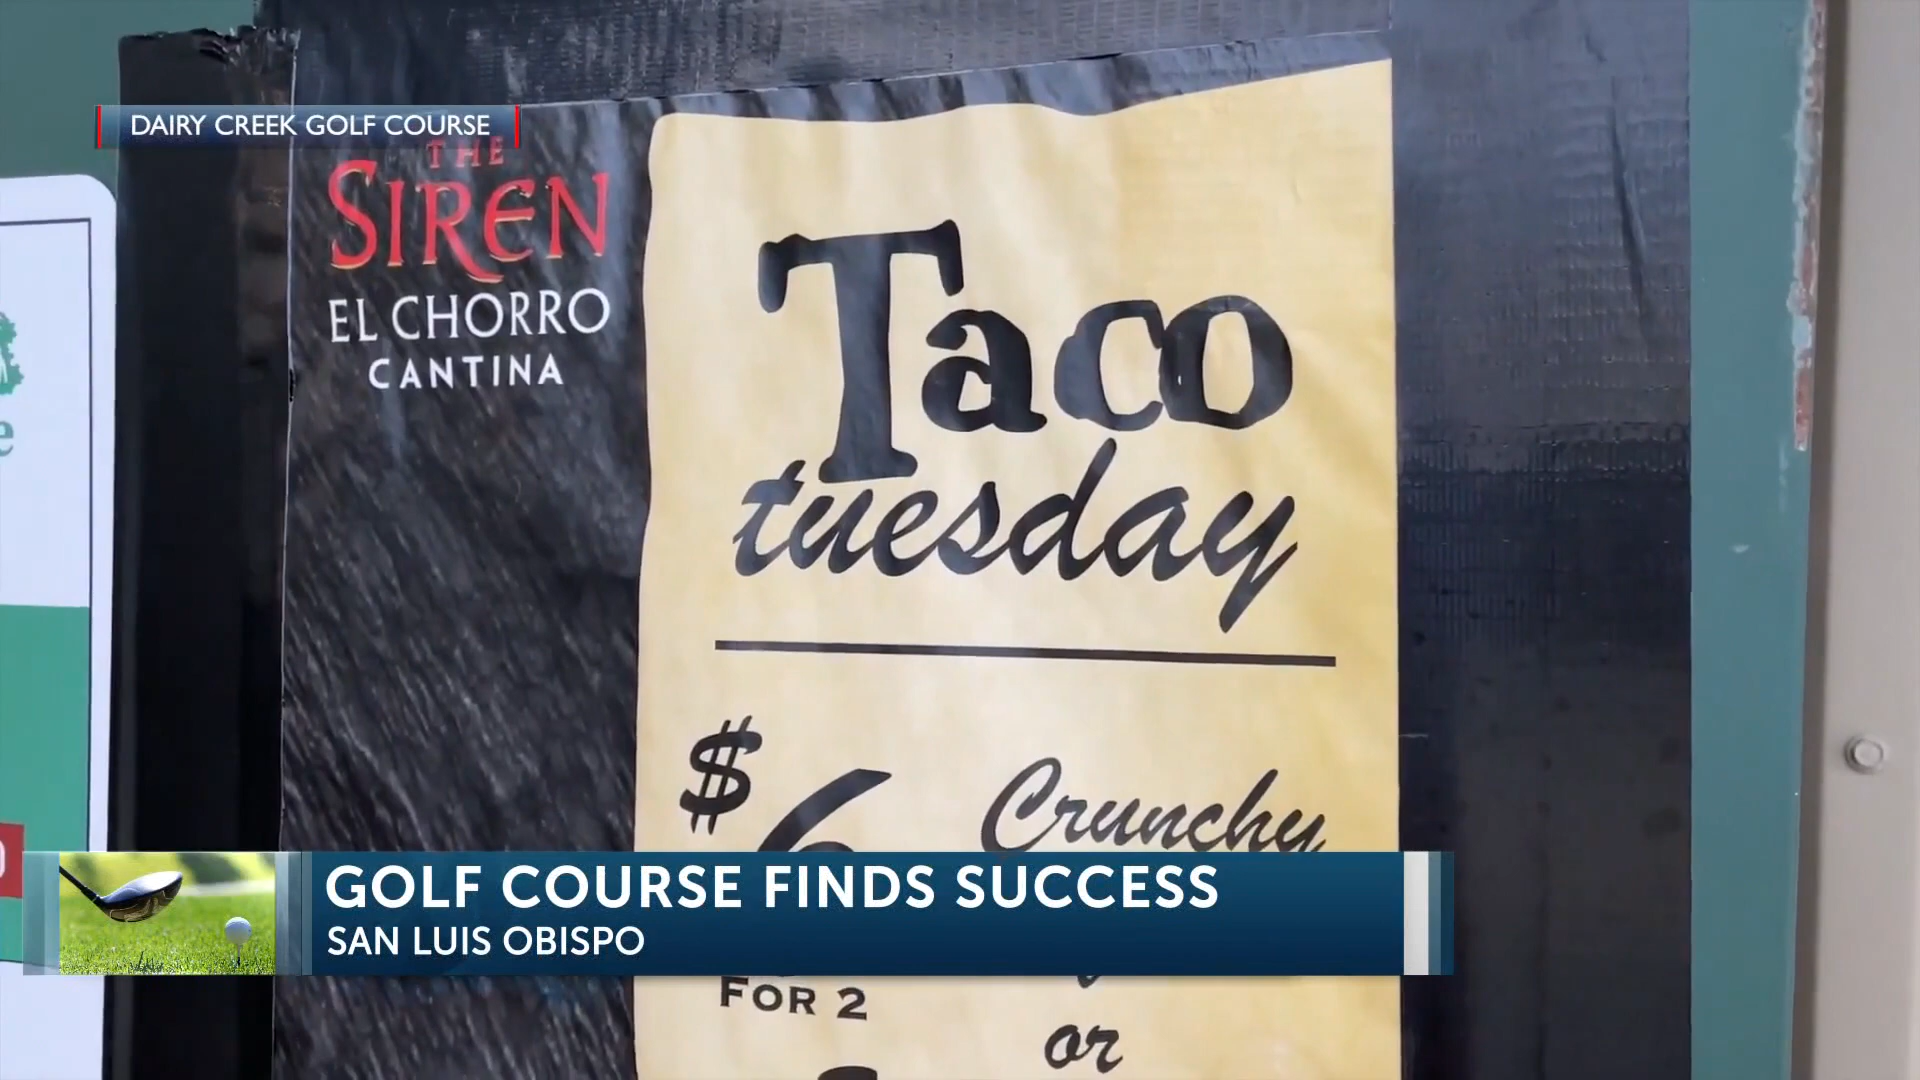 DAIRY CREEK GOLF COURSE
THE
SIREN
EL CHORRO
CANTINA
Taco
tuesday
$6
Crunchy
GOLF COURSE FINDS SUCCESS
SAN LUIS OBISPO
FOR 2
or